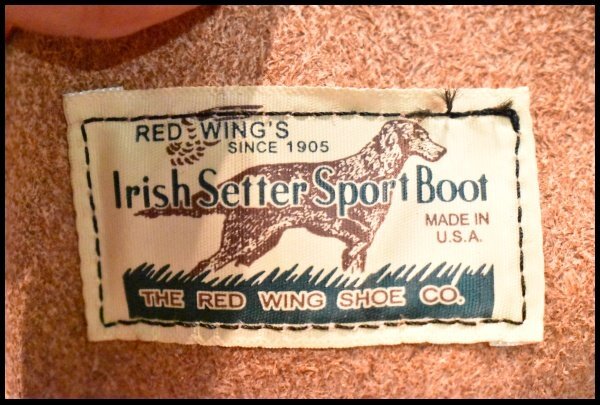 RED WING'S
SINCE 1905
Irish Setter Sport Boot
MADE IN
U.S.A.
THE RED WING SHOE CO.